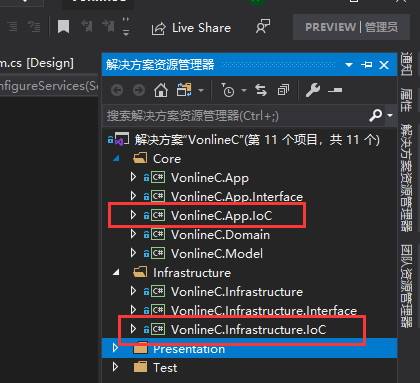 Live Share
PREVIEW
管理员
m.cs [Design]
nfigureServices(Se
解决方案资源管理器
搜索解决方案资源管理器(Ctrl+;)
解决方案"VonlineC"(第 11 个项目，共 11 个)
Core
C# VonlineC.App
C# VonlineC.App.Interface
C# VonlineC.App.IoC
C# VonlineC.Domain
C# VonlineC.Model
Infrastructure
C# VonlineC.Infrastructure
C# VonlineC.Infrastructure.Interface
C# VonlineC.Infrastructure.IoC
Presentation
Test
通知
属性
解决方案资源管理器
团队资源管理器